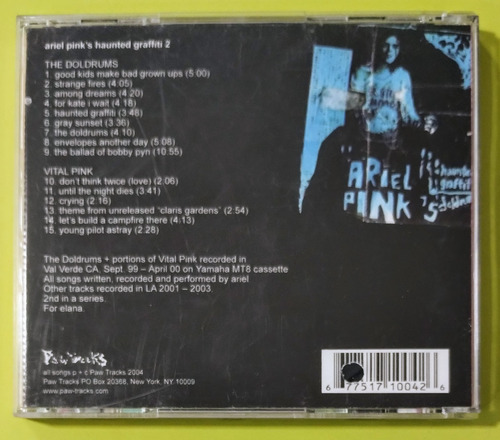 ariel pink's haunted graffiti 2
THE DOLDRUMS
1. good kids make bad grown ups (5:00)
2. strange fires (4:05)
3. among dreams (4:20)
4. for kate i wait (4:18)
5. haunted graffiti (3:48)
6. gray sunset (3:36)
7. the doldrums (4:10)
8. envelopes another day (5:08)
9. the ballad of bobby pyn (10:55)
VITAL PINK
10. don't think twice (love) (2:06)
11. until the night dies (3:41)
12. crying (2:16)
13. theme from unreleased 'claris gardens' (2:54)
14. let's build a campfire there (4:13)
15. young pilot astray (2:28)
The Doldrums + portions of Vital Pink recorded in
Val Verde CA, Sept. 99 – April 00 on Yamaha MT8 cassette
All songs written, recorded and performed by ariel
Other tracks recorded in LA 2001 – 2003.
2nd in a series.
For elana.
Paw Tracks
all songs p + c Paw Tracks 2004
Paw Tracks PO Box 20368, New York, NY 10009
www.paw-tracks.com
ARIEL
PINK
haunted
graffiti
doldrums
6 77517 10042 6